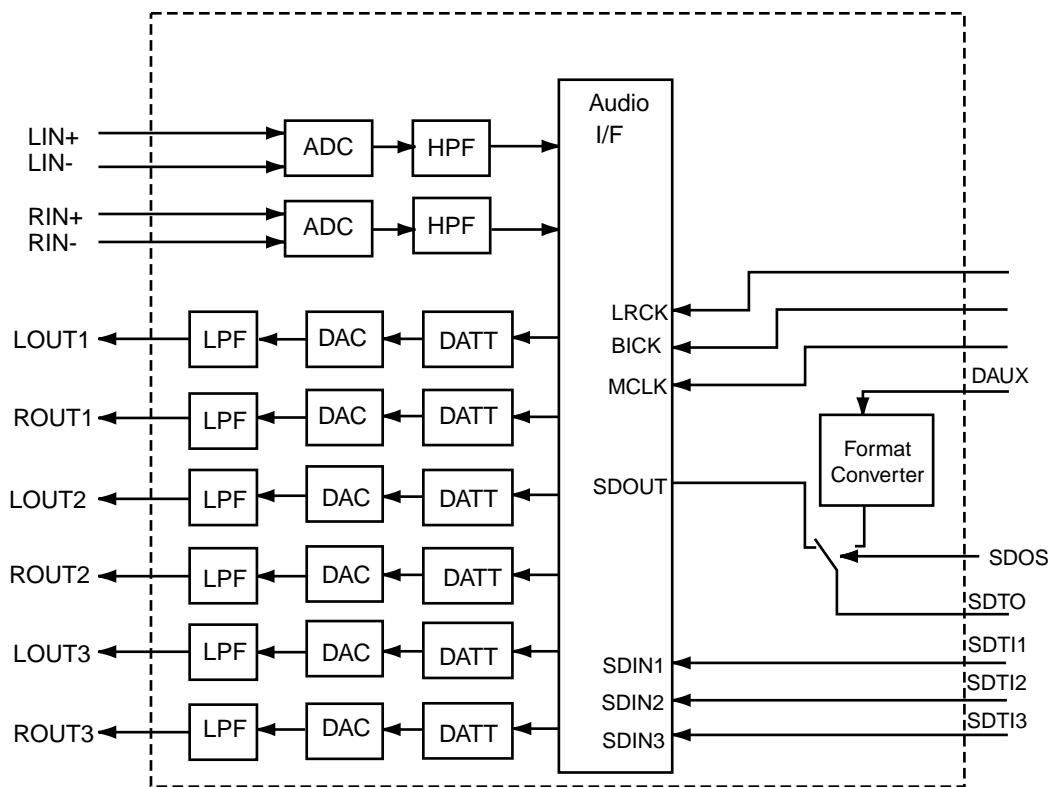 Audio
I/F
LIN+
LIN-
ADC
HPF
RIN+
RIN-
ADC
HPF
LRCK
BICK
MCLK
DAUX
Format
Converter
LOUT1
LPF
DAC
DATT
ROUT1
LPF
DAC
DATT
LOUT2
LPF
DAC
DATT
SDOUT
SDOS
ROUT2
LPF
DAC
DATT
SDTO
LOUT3
LPF
DAC
DATT
SDIN1
SDTI1
SDIN2
SDTI2
ROUT3
LPF
DAC
DATT
SDIN3
SDTI3